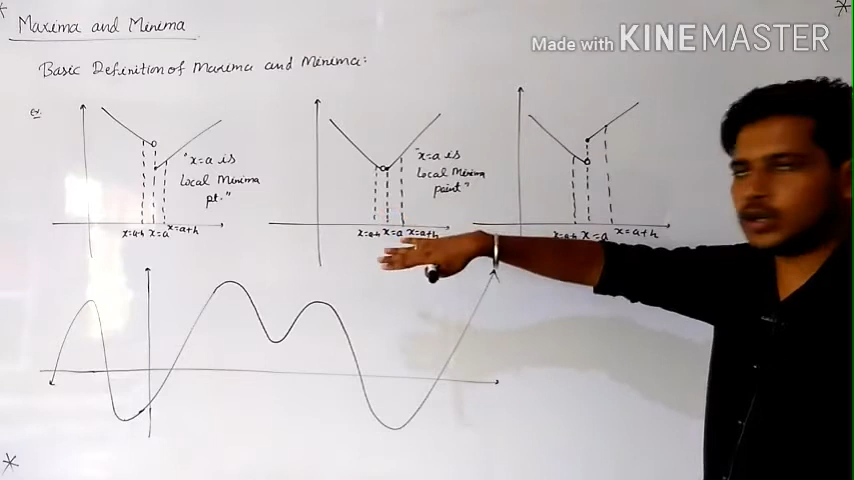 Maxima and Minima
Made with KINEMASTER
Basic Definition of Maxima and Minima:
Ex.
"x=a is
Local Minima
pt."
"x=a is
Local Minima
point"
x=a-h x=a x=a+h
x=a-h x=a x=a+h
x=a-h x=a x=a+h